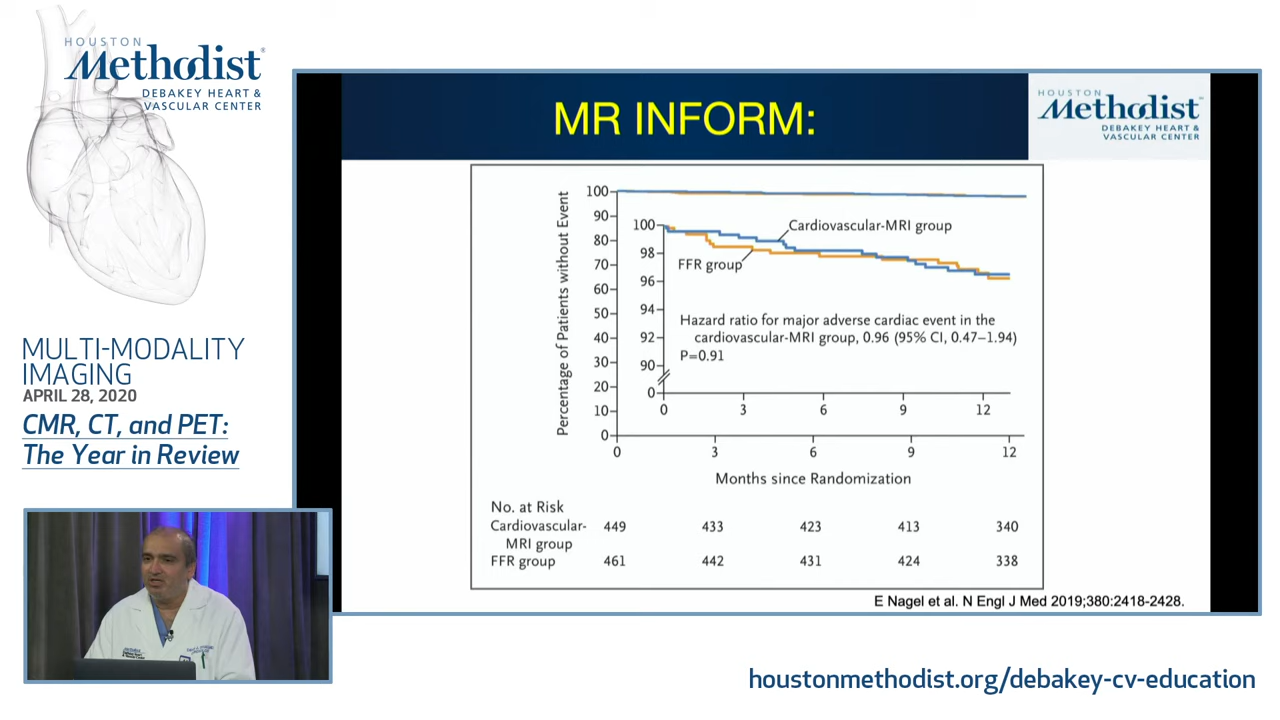 HOUSTON
Methodist®
DEBAKEY HEART &
VASCULAR CENTER
MULTI-MODALITY
IMAGING
APRIL 28, 2020
CMR, CT, and PET:
The Year in Review
MR INFORM:
HOUSTON
Methodist
DEBAKEY HEART &
VASCULAR CENTER
Percentage of Patients without Event
100
90
80
70
60
50
40
30
20
10
0
100
98
96
94
92
90
0
Cardiovascular-MRI group
FFR group
Hazard ratio for major adverse cardiac event in the
cardiovascular-MRI group, 0.96 (95% CI, 0.47–1.94)
P=0.91
0 3 6 9 12
0 3 6 9 12
Months since Randomization
No. at Risk
Cardiovascular-
MRI group 449 433 423 413 340
FFR group 461 442 431 424 338
E Nagel et al. N Engl J Med 2019;380:2418-2428.
Methodist
houstonmethodist.org/debakey-cv-education